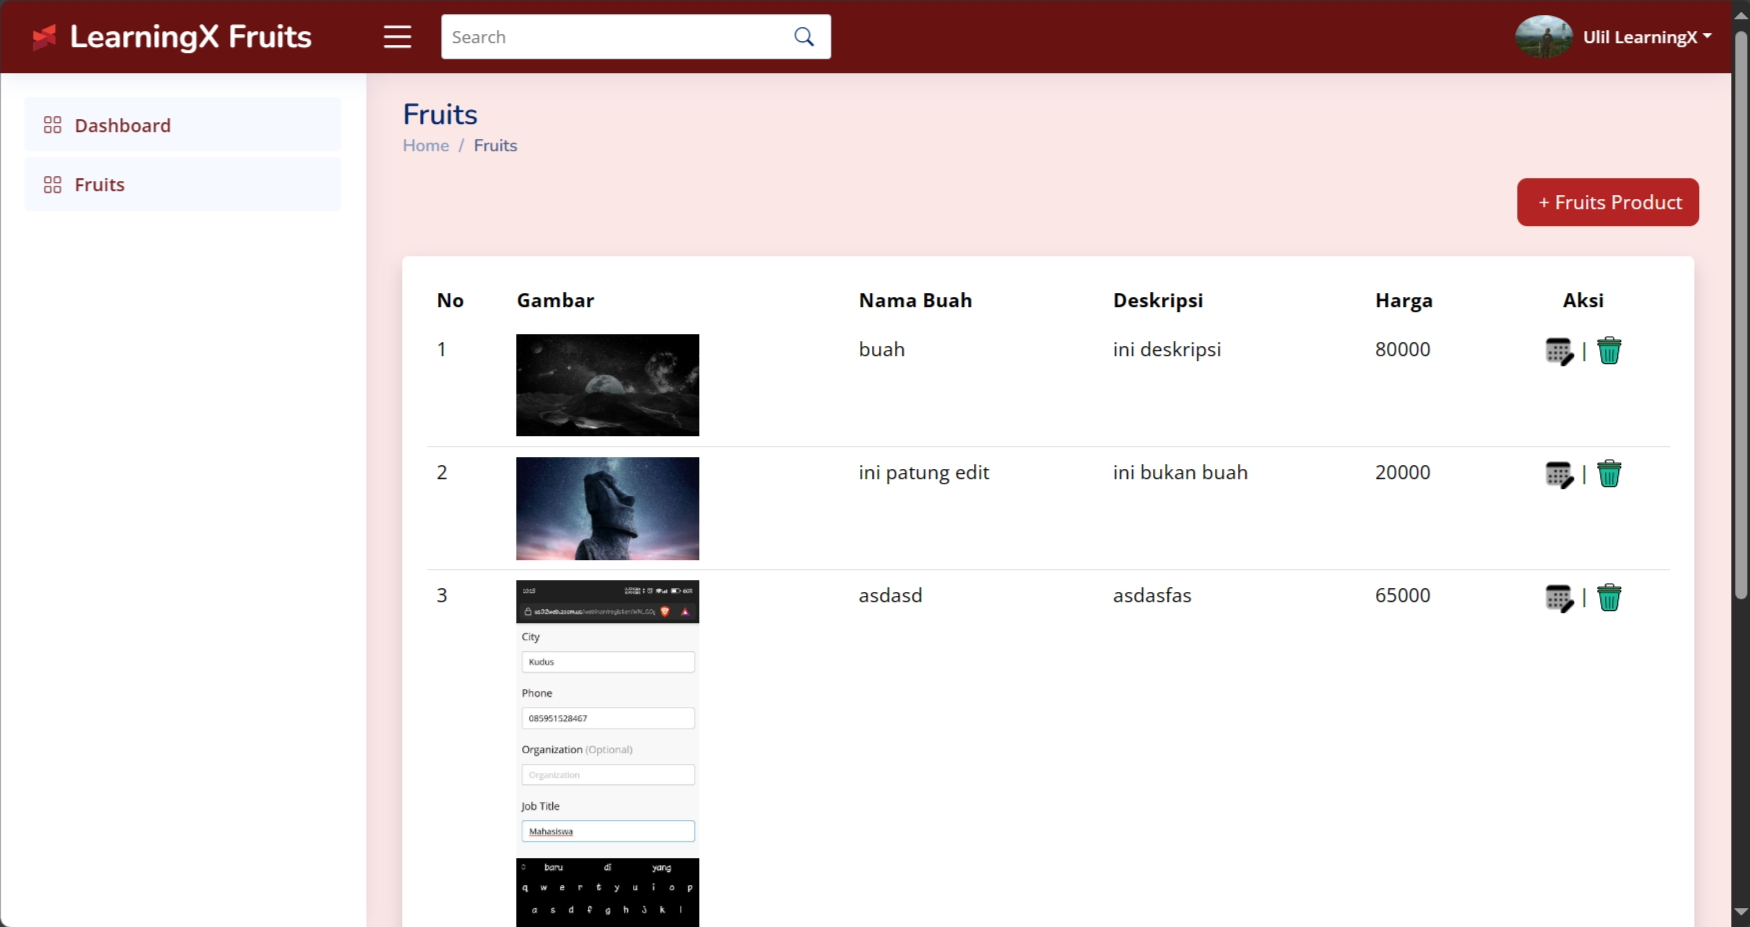 LearningX Fruits
Search
Ulil LearningX
Dashboard
Fruits
Fruits
Home / Fruits
+ Fruits Product
No Gambar Nama Buah Deskripsi Harga Aksi
1 buah ini deskripsi 80000 |
2 ini patung edit ini bukan buah 20000 |
3 asdasd asdasfas 65000 |
City
Kudus
Phone
085951528467
Organization (Optional)
Organization
Job Title
Mahasiswa
baru di yang
q w e r t y u i o p
a s d f g h j k l